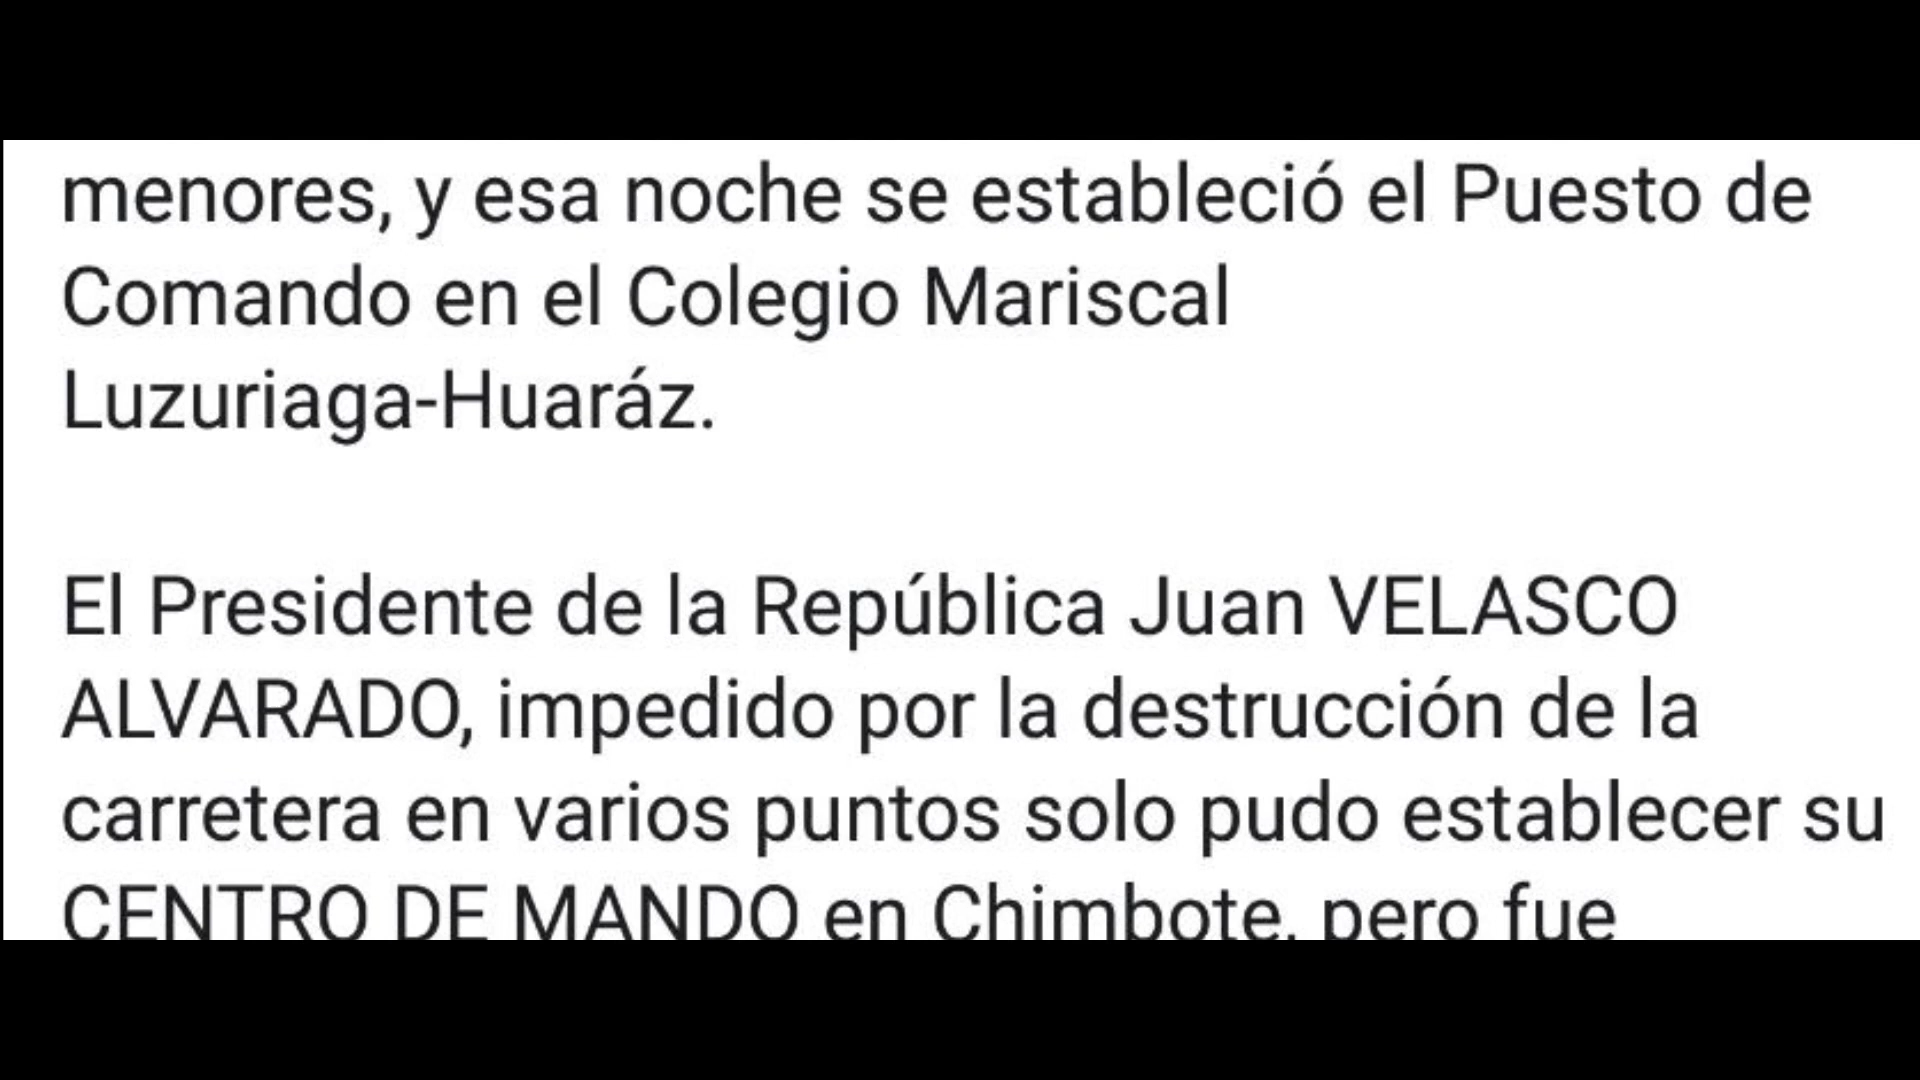 menores, y esa noche se estableció el Puesto de
Comando en el Colegio Mariscal
Luzuriaga-Huaráz.
El Presidente de la República Juan VELASCO
ALVARADO, impedido por la destrucción de la
carretera en varios puntos solo pudo establecer su
CENTRO DE MANDO en Chimbote, pero fue